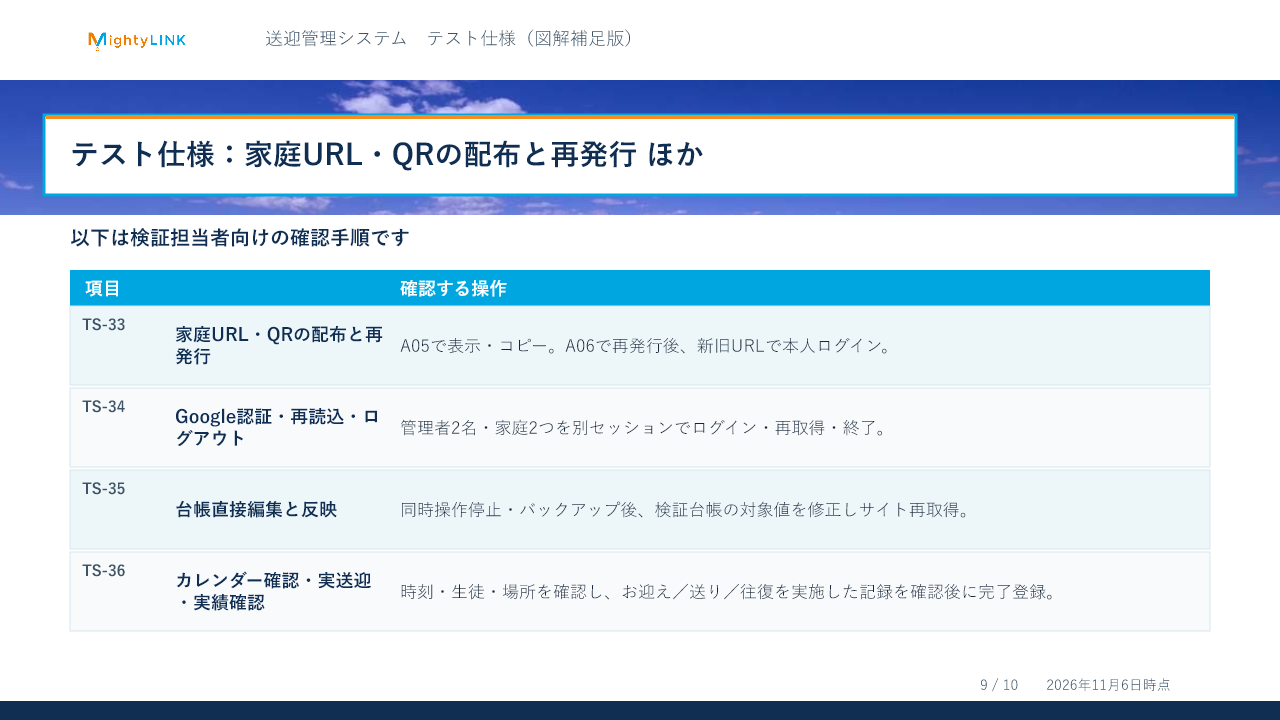 MightyLINK
送迎管理システム　テスト仕様（図解補足版）
テスト仕様：家庭URL・QRの配布と再発行 ほか
以下は検証担当者向けの確認手順です
項目
確認する操作
TS-33
家庭URL・QRの配布と再
発行
A05で表示・コピー。A06で再発行後、新旧URLで本人ログイン。
TS-34
Google認証・再読込・ロ
グアウト
管理者2名・家庭2つを別セッションでログイン・再取得・終了。
TS-35
台帳直接編集と反映
同時操作停止・バックアップ後、検証台帳の対象値を修正しサイト再取得。
TS-36
カレンダー確認・実送迎
・実績確認
時刻・生徒・場所を確認し、お迎え／送り／往復を実施した記録を確認後に完了登録。
9 / 10
2026年11月6日時点